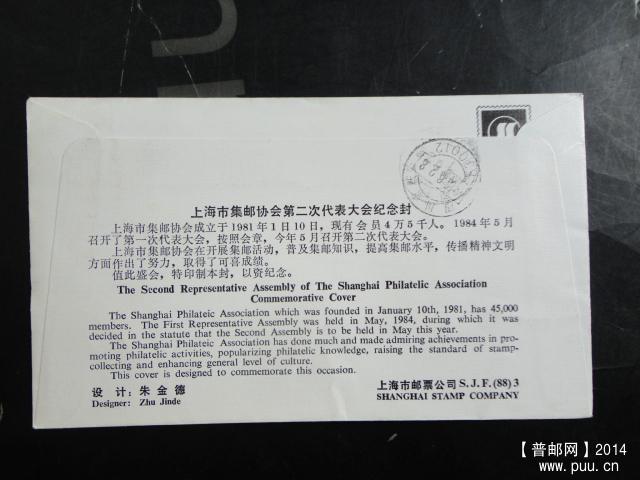 上海市集邮协会第二次代表大会纪念封
上海市集邮协会成立于1981年1日10日，现有会员4万5千人。1984年5月
召开了第一次代表大会，按照会章，今年5月召开第二次代表大会。
上海市集邮协会在开展集邮活动，普及集邮知识，提高集邮水平，传播精神文明
方面作出了努力，取得了可喜成绩。
值此盛会，特印制本封，以资纪念。
The Second Representative Assembly of The Shanghai Philatelic Association
Commemorative Cover
The Shanghai Philateic Association which was founded in January 10th, 1981, has 45,000
members. The First Representative Assembly was held in May, 1984, during which it was
decided in the statute that the Second Assembly is to be held in May this year.
The Shanghai Philatelic Association has done much and made admiring achievements in pro-
moting philatelic activities, popularizing philatelic knowledge, raising the standard of stamp-
collecting and enhancing general level of culture.
This cover is designed to commemorate this occasion.
设计：朱金德
Designer: Zhu Jinde
上海市邮票公司 S.J.F.(88)3
SHANGHAI STAMP COMPANY
【普邮网】2014
www.puu.cn